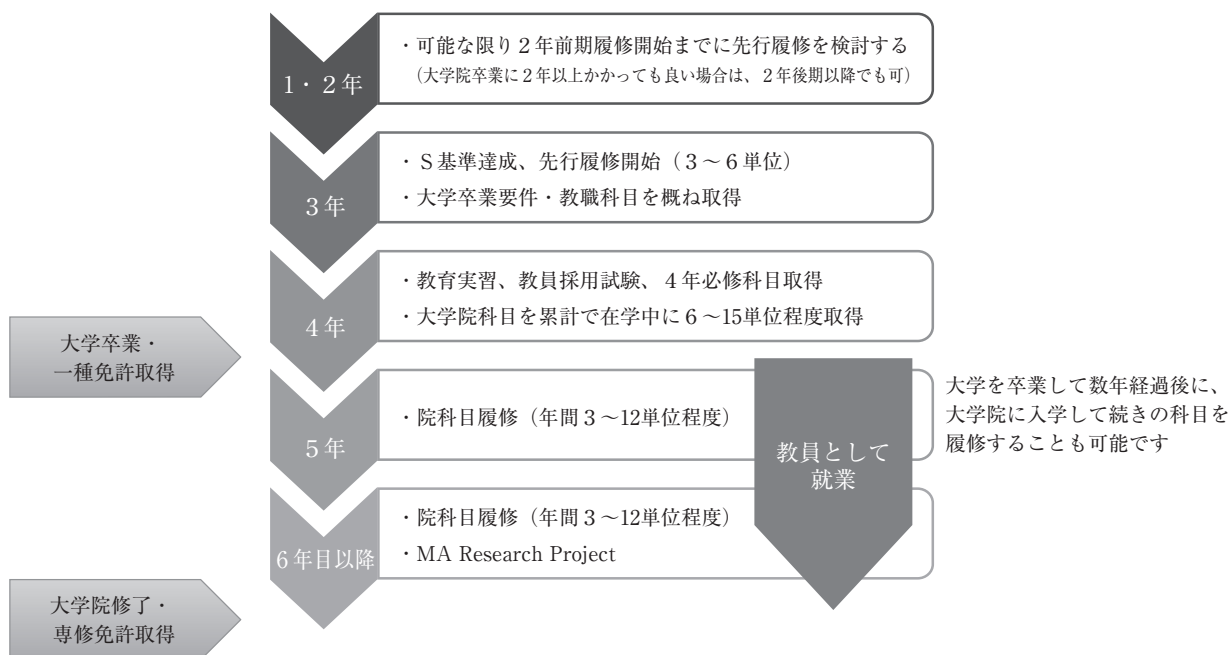 1・2年
・可能な限り2年前期履修開始までに先行履修を検討する
(大学院卒業に2年以上かかっても良い場合は、2年後期以降でも可)
3年
・S基準達成、先行履修開始（3～6単位）
・大学卒業要件・教職科目を概ね取得
4年
・教育実習、教員採用試験、4年必修科目取得
・大学院科目を累計で在学中に6～15単位程度取得
大学卒業・
一種免許取得
5年
・院科目履修（年間3～12単位程度）
教員として
就業
大学を卒業して数年経過後に、
大学院に入学して続きの科目を
履修することも可能です
6年目以降
・院科目履修（年間3～12単位程度）
・MA Research Project
大学院修了・
専修免許取得